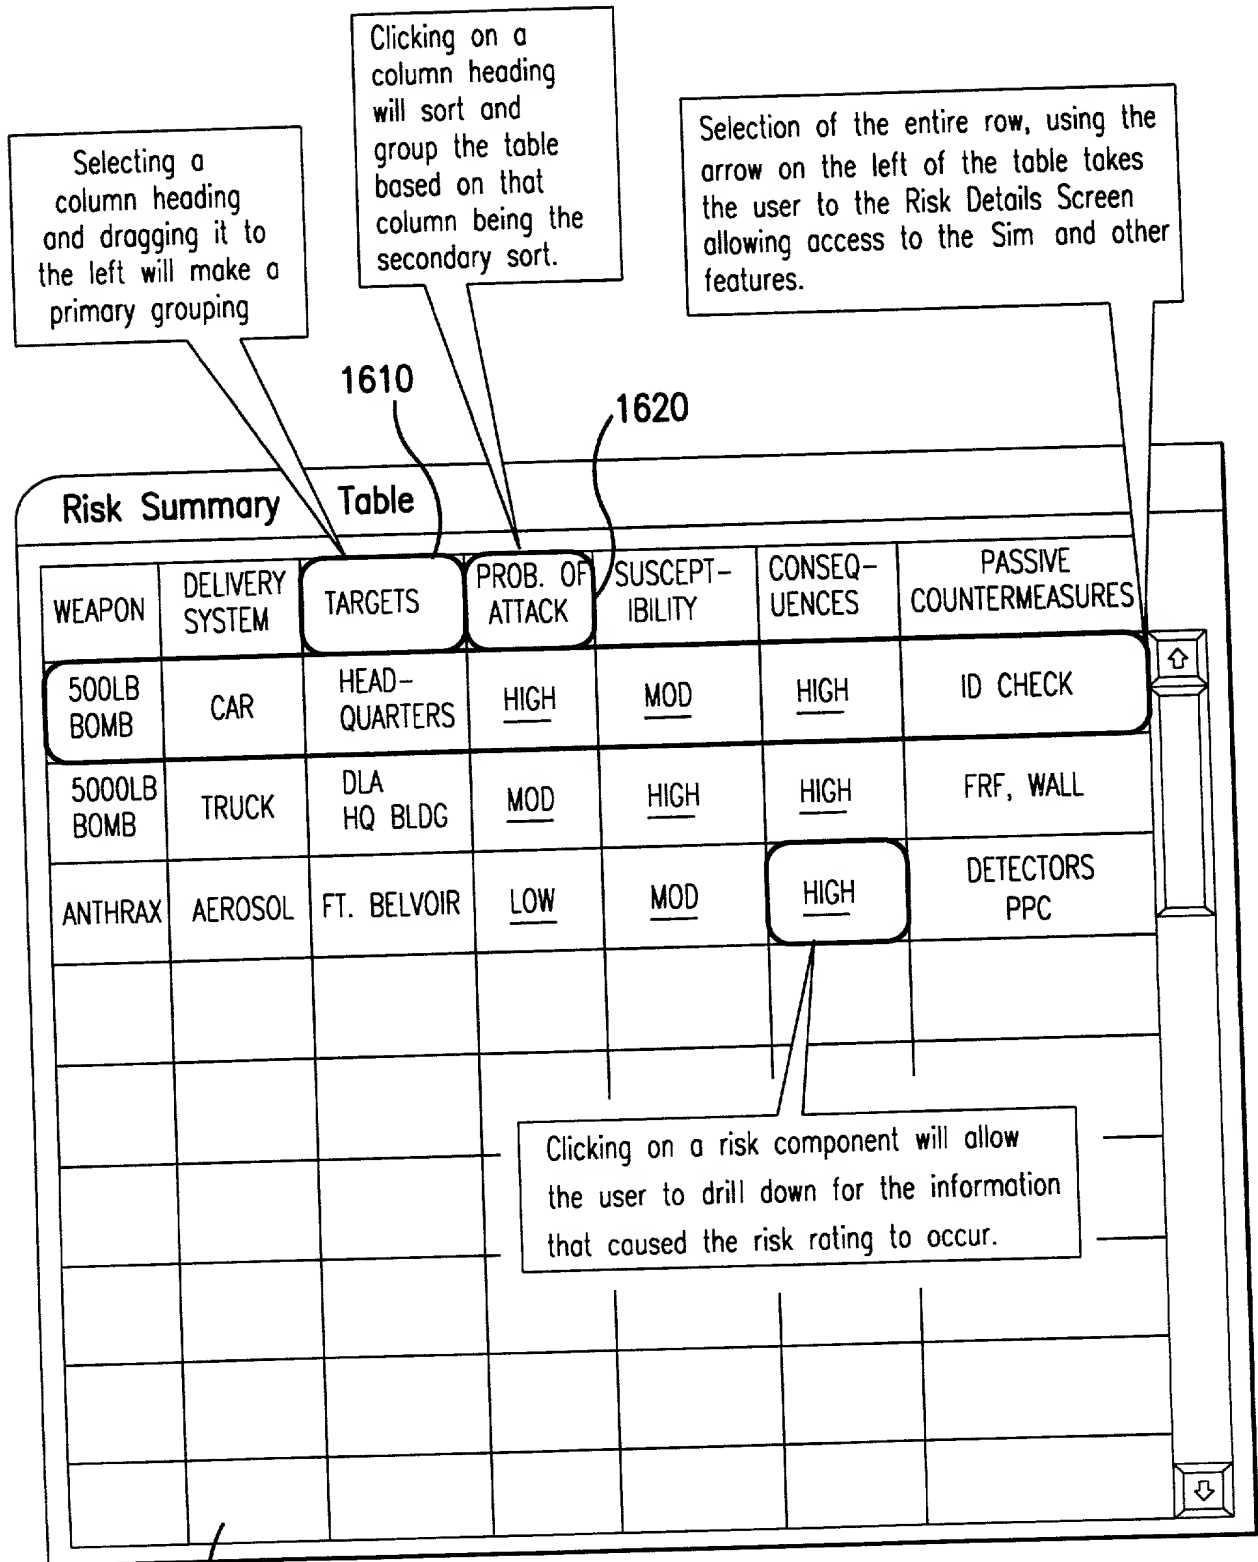 Clicking on a
column heading
will sort and
group the table
based on that
column being the
secondary sort.
Selecting a
column heading
and dragging it to
the left will make a
primary grouping
Selection of the entire row, using the
arrow on the left of the table takes
the user to the Risk Details Screen
allowing access to the Sim and other
features.
1610
1620
Risk Summary Table
WEAPON
DELIVERY
SYSTEM
TARGETS
PROB. OF
ATTACK
SUSCEPT-
IBILITY
CONSEQ-
UENCES
PASSIVE
COUNTERMEASURES
500LB
BOMB
CAR
HEAD-
QUARTERS
HIGH
MOD
HIGH
ID CHECK
5000LB
BOMB
TRUCK
DLA
HQ BLDG
MOD
HIGH
HIGH
FRF, WALL
ANTHRAX
AEROSOL
FT. BELVOIR
LOW
MOD
HIGH
DETECTORS
PPC
Clicking on a risk component will allow
the user to drill down for the information
that caused the risk rating to occur.